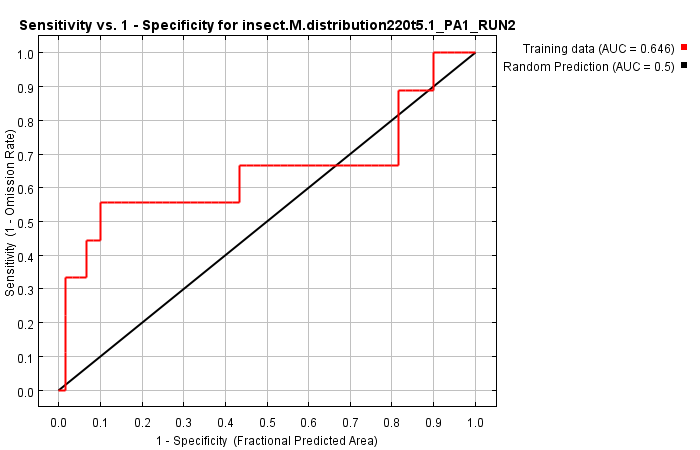 Sensitivity vs. 1 - Specificity for insect.M.distribution220t5.1_PA1_RUN2
Training data (AUC = 0.646)
Random Prediction (AUC = 0.5)
Sensitivity (1 - Omission Rate)
1.0
0.9
0.8
0.7
0.6
0.5
0.4
0.3
0.2
0.1
0.0
0.0 0.1 0.2 0.3 0.4 0.5 0.6 0.7 0.8 0.9 1.0
1 - Specificity (Fractional Predicted Area)